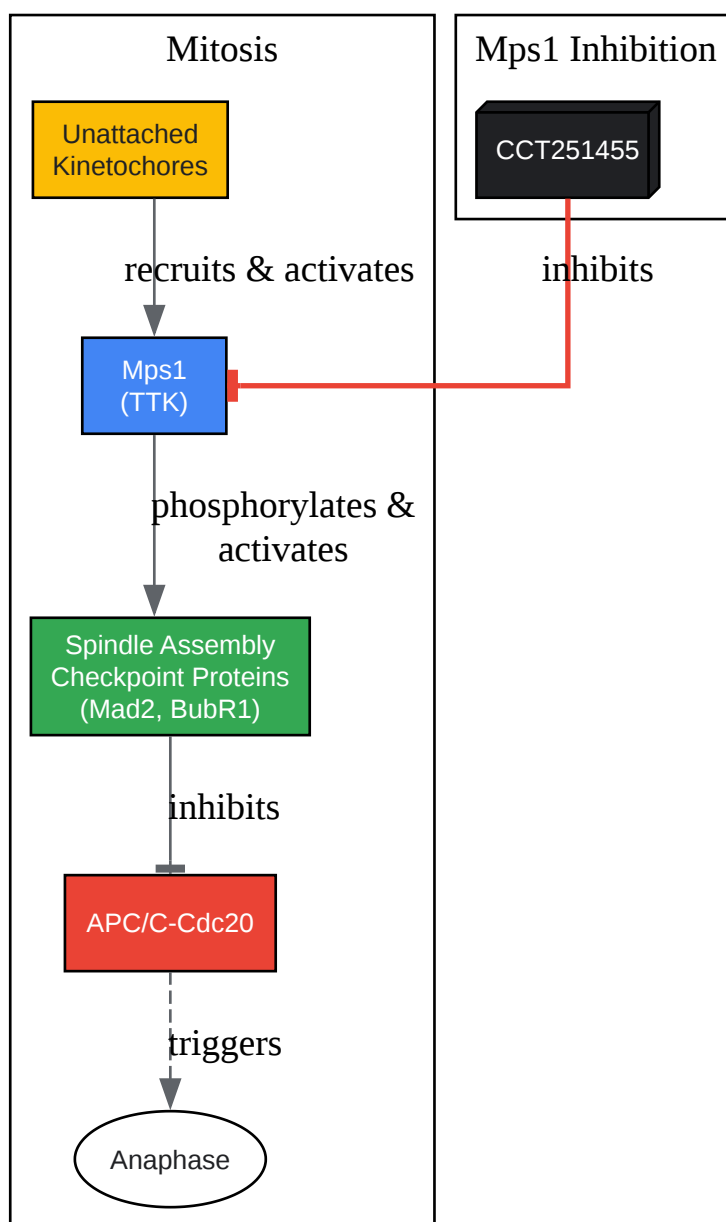 Mitosis
Mps1 Inhibition
Unattached
Kinetochores
CCT251455
recruits & activates
inhibits
Mps1
(TTK)
phosphorylates &
activates
Spindle Assembly
Checkpoint Proteins
(Mad2, BubR1)
inhibits
APC/C-Cdc20
triggers
Anaphase